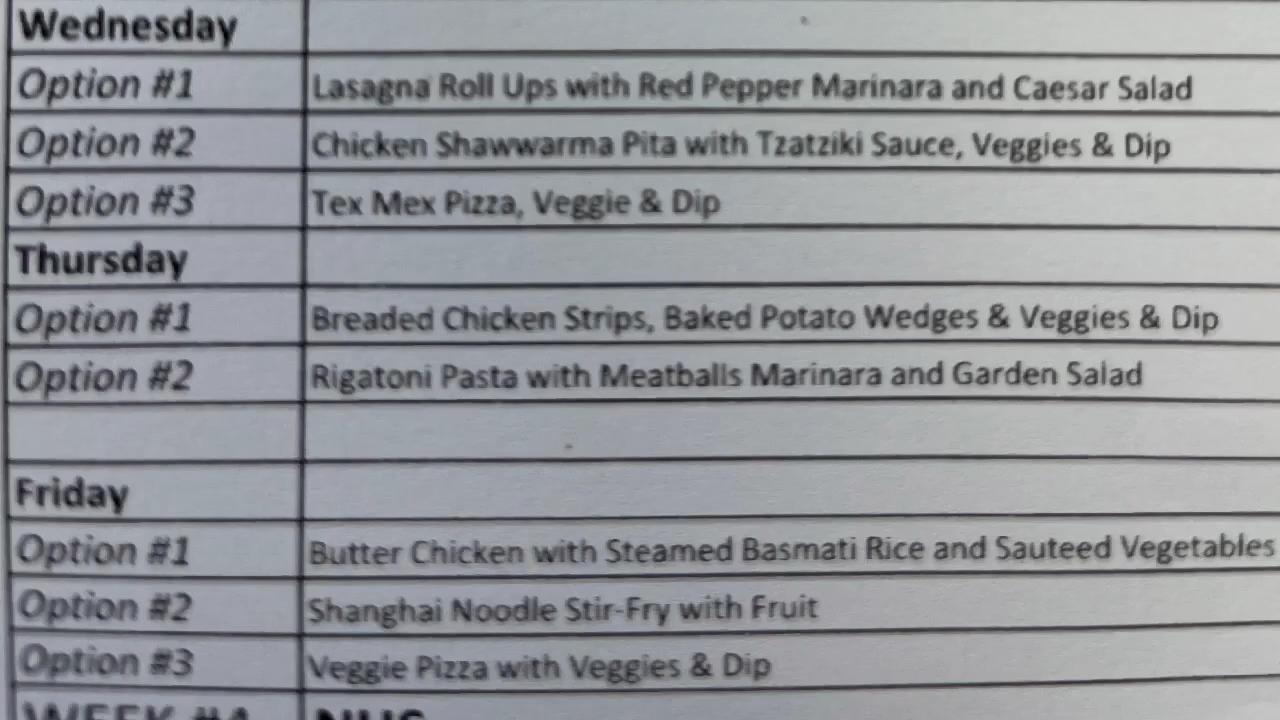 Wednesday
Option #1 Lasagna Roll Ups with Red Pepper Marinara and Caesar Salad
Option #2 Chicken Shawwarma Pita with Tzatziki Sauce, Veggies & Dip
Option #3 Tex Mex Pizza, Veggie & Dip
Thursday
Option #1 Breaded Chicken Strips, Baked Potato Wedges & Veggies & Dip
Option #2 Rigatoni Pasta with Meatballs Marinara and Garden Salad
Friday
Option #1 Butter Chicken with Steamed Basmati Rice and Sauteed Vegetables
Option #2 Shanghai Noodle Stir-Fry with Fruit
Option #3 Veggie Pizza with Veggies & Dip
WEEK #4